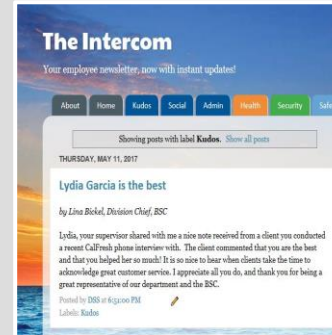 The Intercom
Your employee newsletter, now with instant updates!
About Home Kudos Social Admin Health Security Safe
Showing posts with label Kudos. Show all posts
THURSDAY, MAY 11, 2017
Lydia Garcia is the best
by Lina Bickel, Division Chief, BSC
Lydia, your supervisor shared with me a nice note received from a client you conducted
a recent CalFresh phone interview with. The client commented that you are the best
and that you helped her so much! It is so nice to hear when clients take the time to
acknowledge great customer service. I appreciate all you do, and thank you for being a
great representative of our department and the BSC.
Posted by DSS at 6:31:00 PM
Labels: Kudos